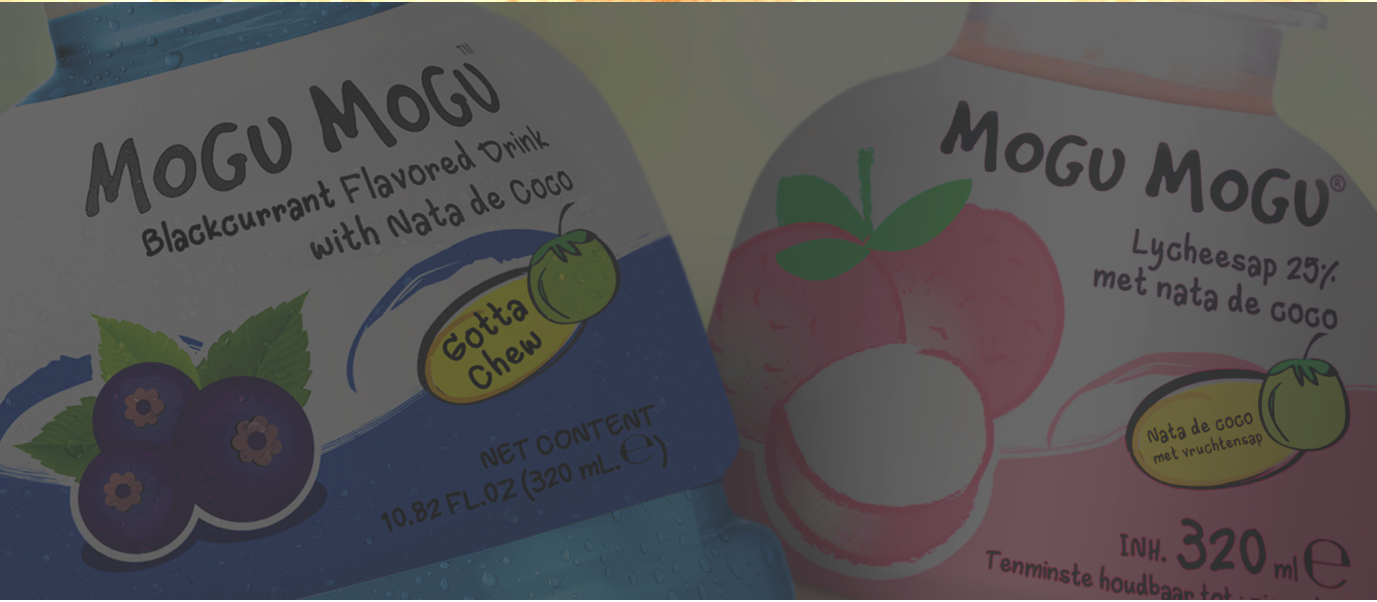 MOGU MOGU™
Blackcurrant Flavored Drink
with Nata de Coco
Gotta
Chew
NET CONTENT
10.82 FL.OZ (320 mL.℮)
MOGU MOGU®
Lycheesap 25%
met nata de coco
Nata de coco
met vruchtensap
INH. 320 ml ℮
Tenminste houdbaar tot